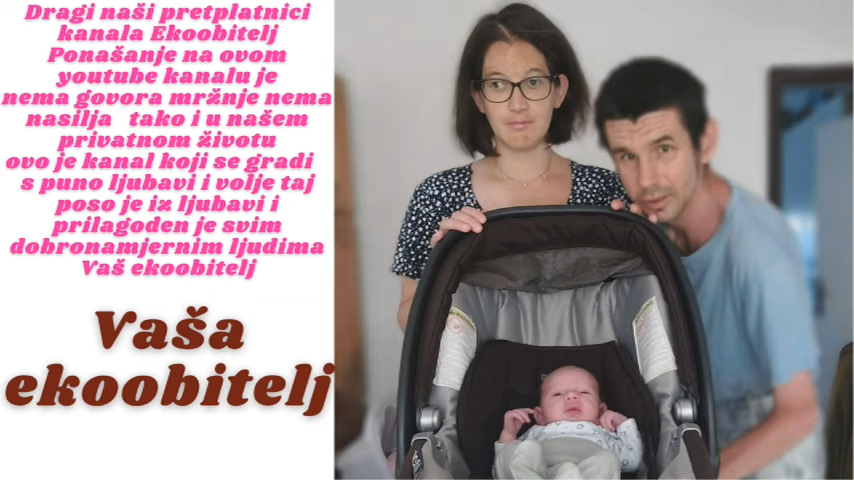 Dragi naši pretplatnici
kanala Ekoobitelj
Ponašanje na ovom
youtube kanalu je
nema govora mržnje nema
nasilja tako i u našem
privatnom životu
ovo je kanal koji se gradi
s puno ljubavi i volje taj
poso je iz ljubavi i
prilagođen je svim
dobronamjernim ljudima
Vaš ekoobitelj
Vaša
ekoobitelj